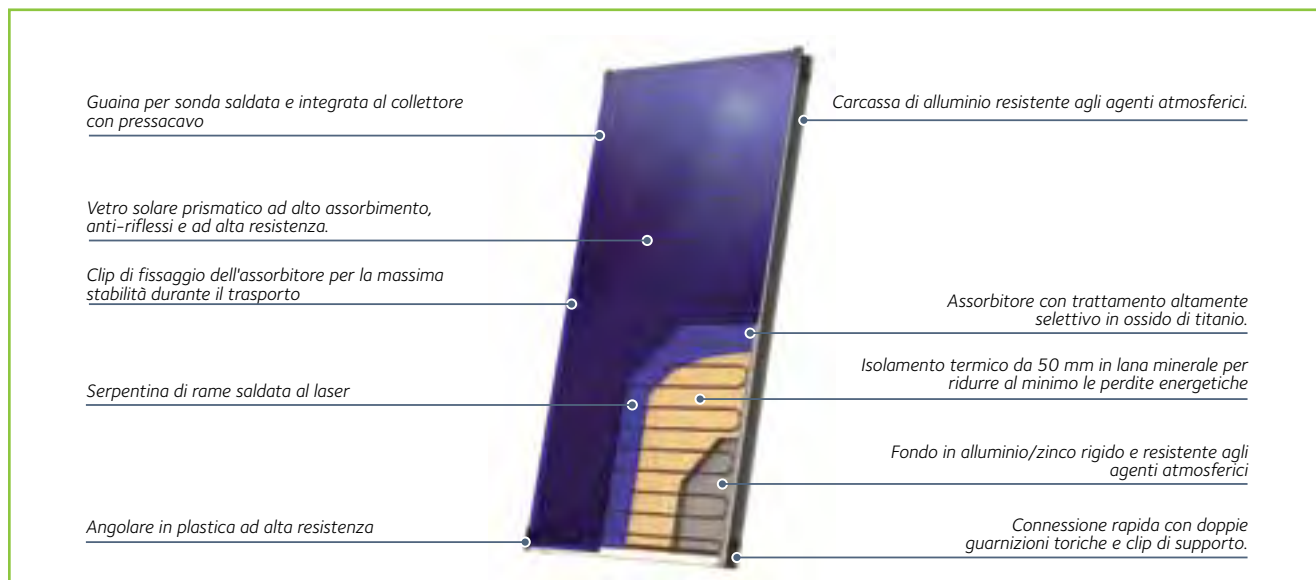 Guaina per sonda saldata e integrata al collettore
con pressacavo
Vetro solare prismatico ad alto assorbimento,
anti-riflessi e ad alta resistenza.
Clip di fissaggio dell'assorbitore per la massima
stabilità durante il trasporto
Serpentina di rame saldata al laser
Angolare in plastica ad alta resistenza
Carcassa di alluminio resistente agli agenti atmosferici.
Assorbitore con trattamento altamente
selettivo in ossido di titanio.
Isolamento termico da 50 mm in lana minerale per
ridurre al minimo le perdite energetiche
Fondo in alluminio/zinco rigido e resistente agli
agenti atmosferici
Connessione rapida con doppie
guarnizioni toriche e clip di supporto.